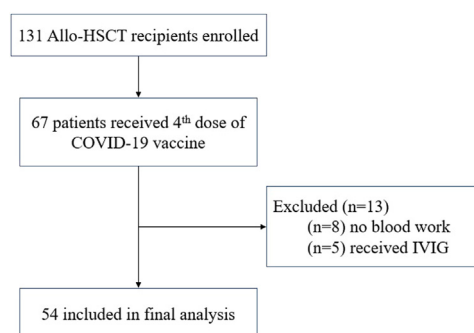 131 Allo-HSCT recipients enrolled
67 patients received 4th dose of
COVID-19 vaccine
Excluded (n=13)
(n=8) no blood work
(n=5) received IVIG
54 included in final analysis